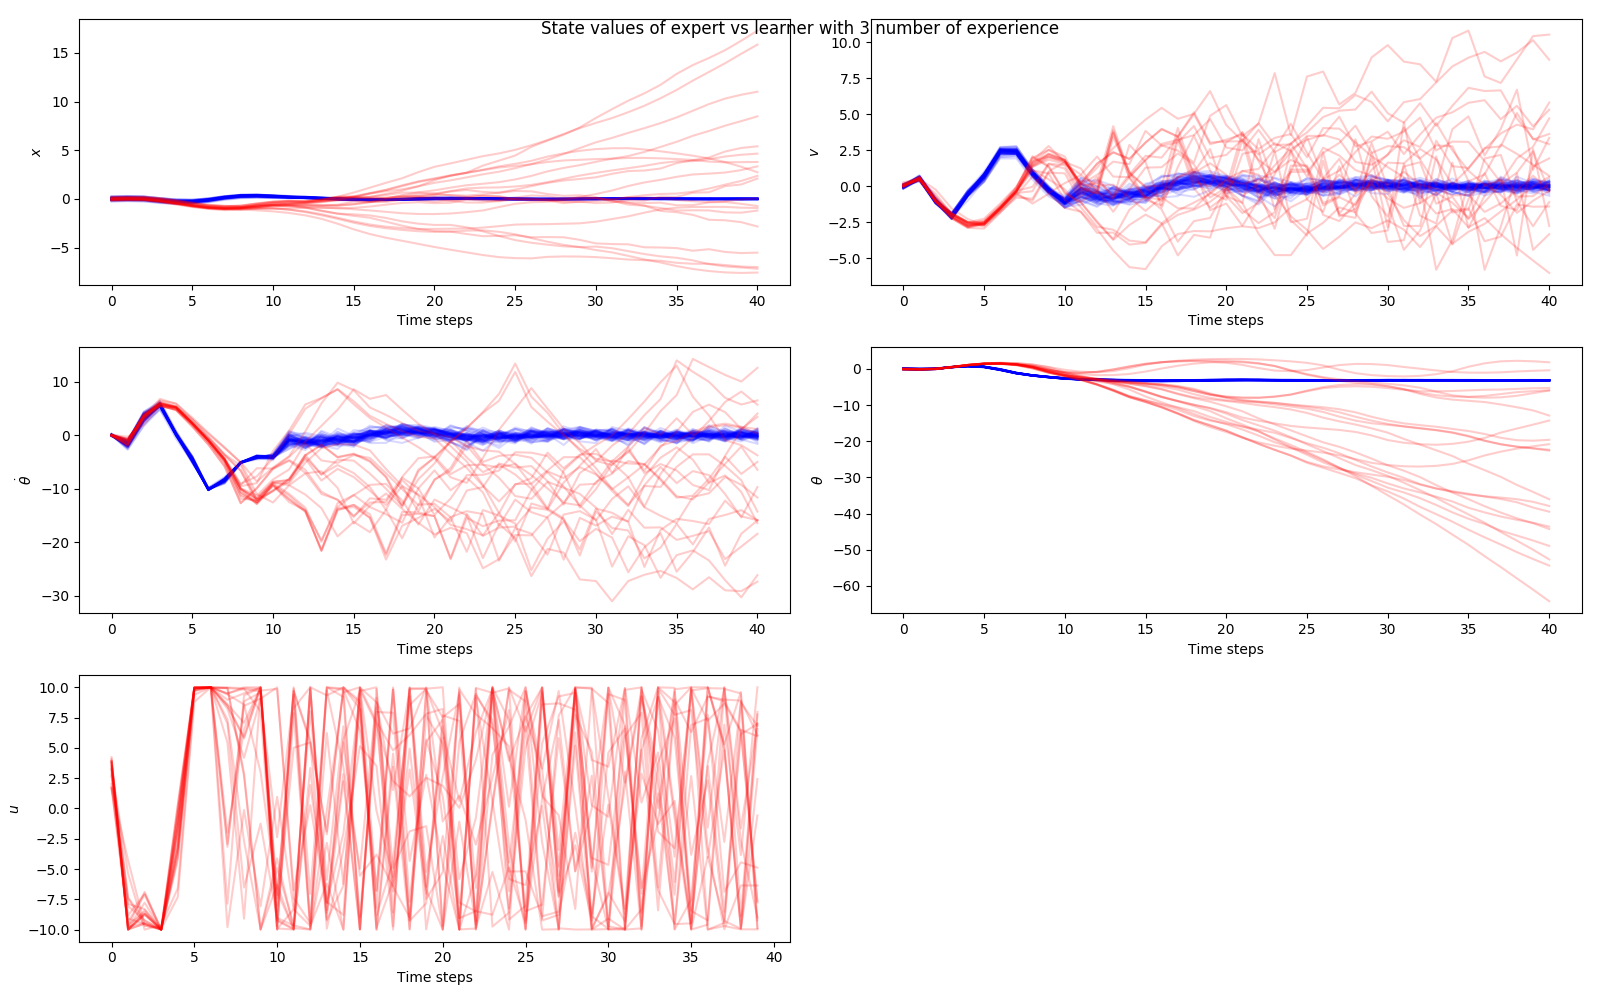 State values of expert vs learner with 3 number of experience
x
15
10
5
0
−5
0 5 10 15 20 25 30 35 40
Time steps
v
10.0
7.5
5.0
2.5
0.0
−2.5
−5.0
0 5 10 15 20 25 30 35 40
Time steps
θ̇
10
0
−10
−20
−30
0 5 10 15 20 25 30 35 40
Time steps
θ
0
−10
−20
−30
−40
−50
−60
0 5 10 15 20 25 30 35 40
Time steps
u
10.0
7.5
5.0
2.5
0.0
−2.5
−5.0
−7.5
−10.0
0 5 10 15 20 25 30 35 40
Time steps